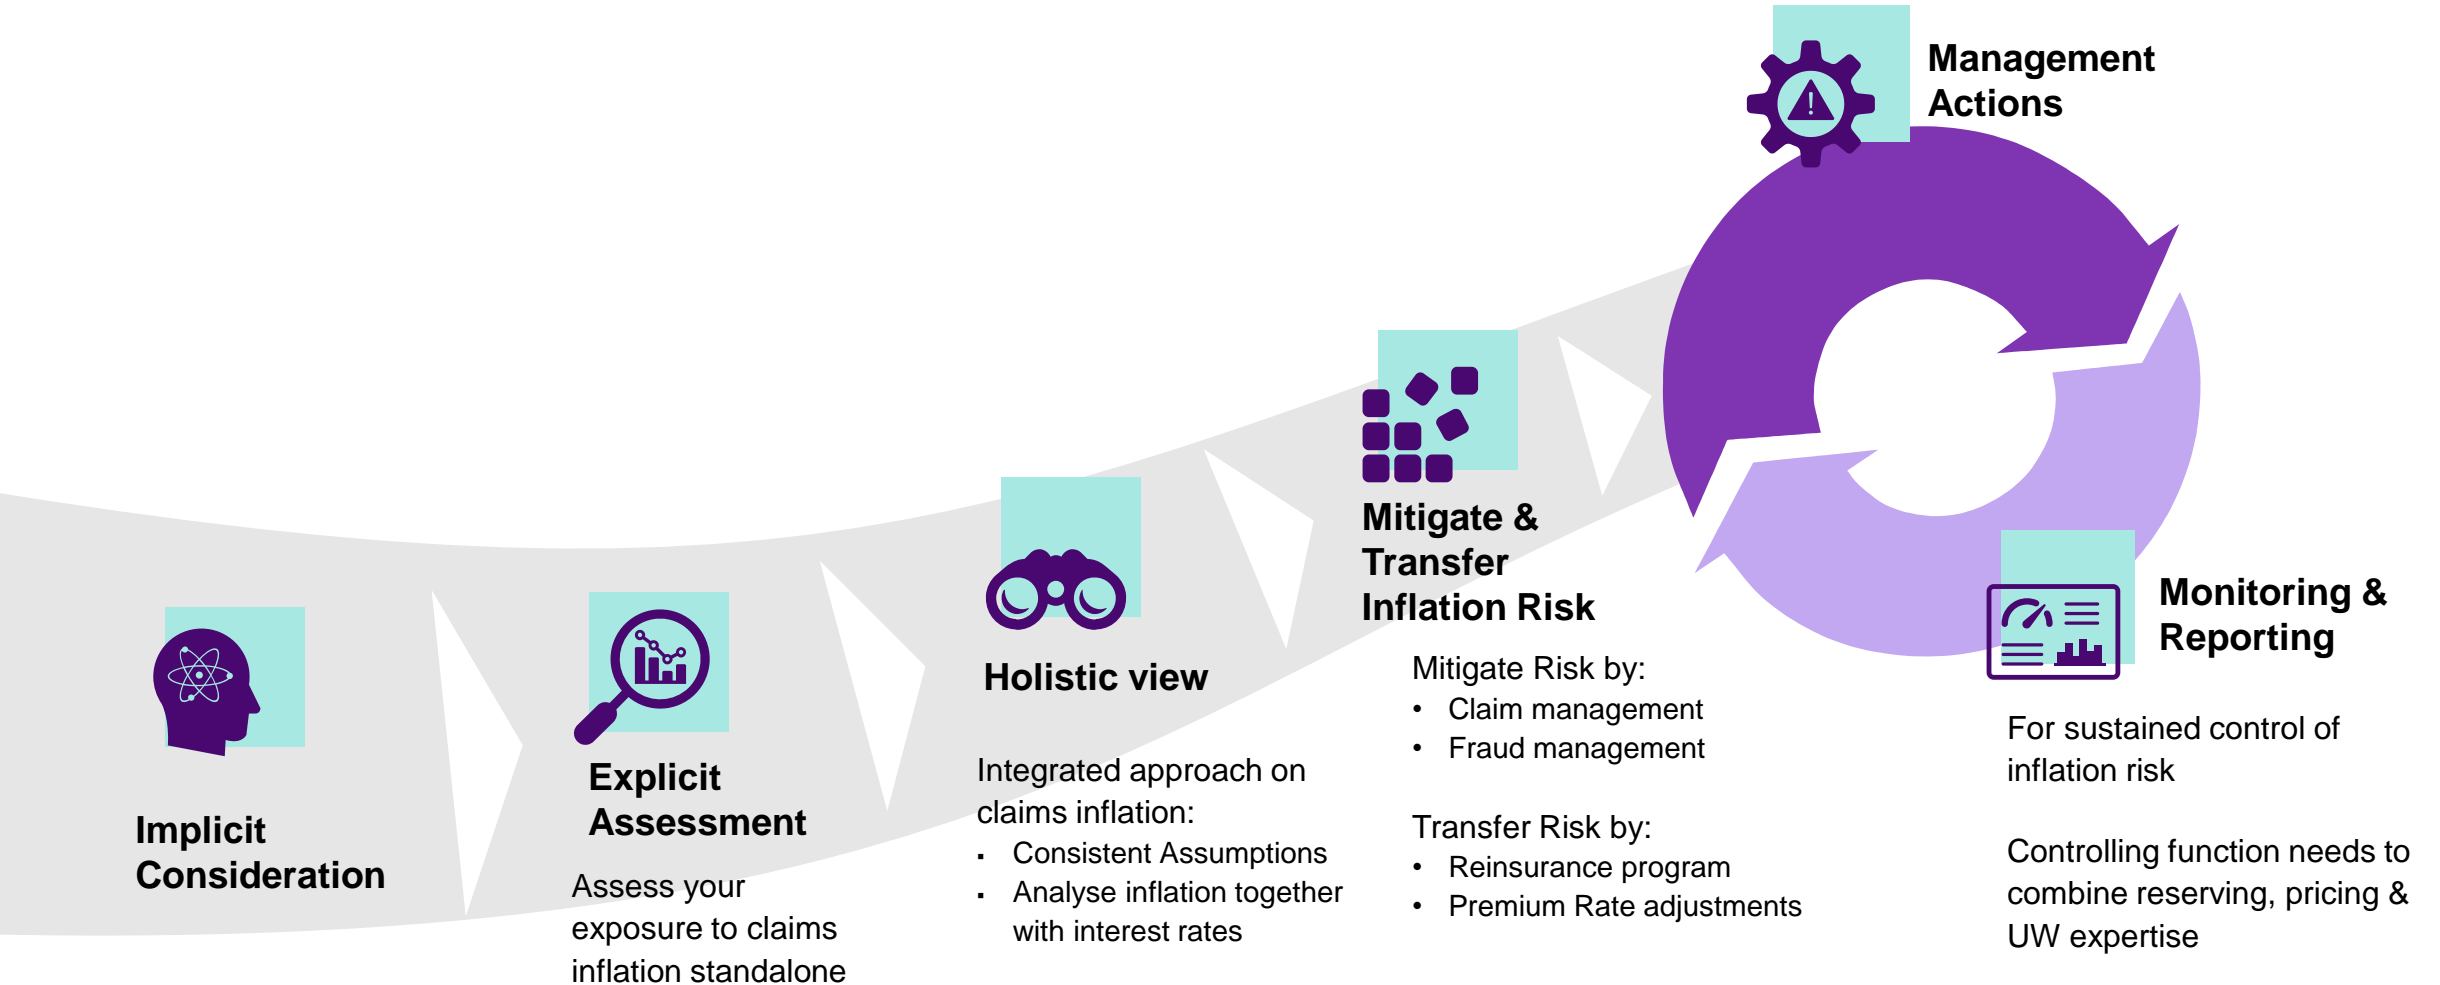 Management
Actions
Mitigate &
Transfer
Inflation Risk
Monitoring &
Reporting
Holistic view
Explicit
Assessment
Implicit
Consideration
Assess your
exposure to claims
inflation standalone
Integrated approach on
claims inflation:
▪ Consistent Assumptions
▪ Analyse inflation together
with interest rates
Mitigate Risk by:
• Claim management
• Fraud management
Transfer Risk by:
• Reinsurance program
• Premium Rate adjustments
For sustained control of
inflation risk
Controlling function needs to
combine reserving, pricing &
UW expertise